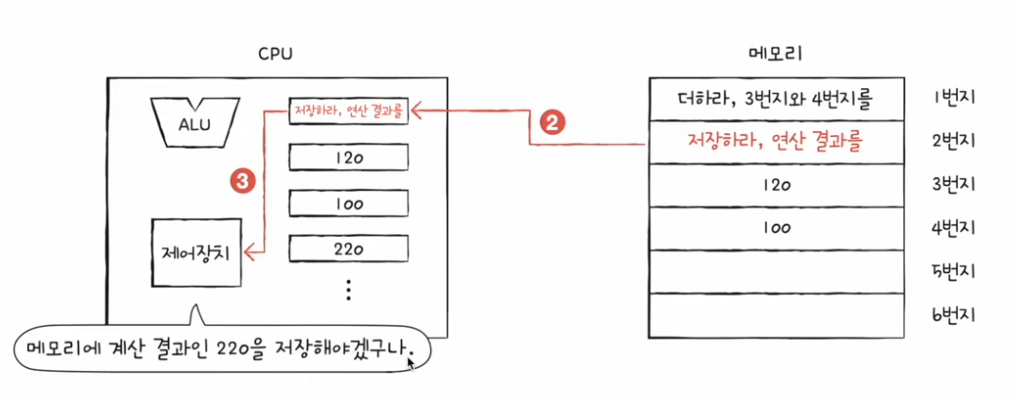 CPU
메모리
ALU
제어장치
저장하라, 연산 결과를
120
100
220
2
3
메모리에 계산 결과인 220을 저장해야겠구나.
더하라, 3번지와 4번지를
1번지
저장하라, 연산 결과를
2번지
120
3번지
100
4번지
5번지
6번지